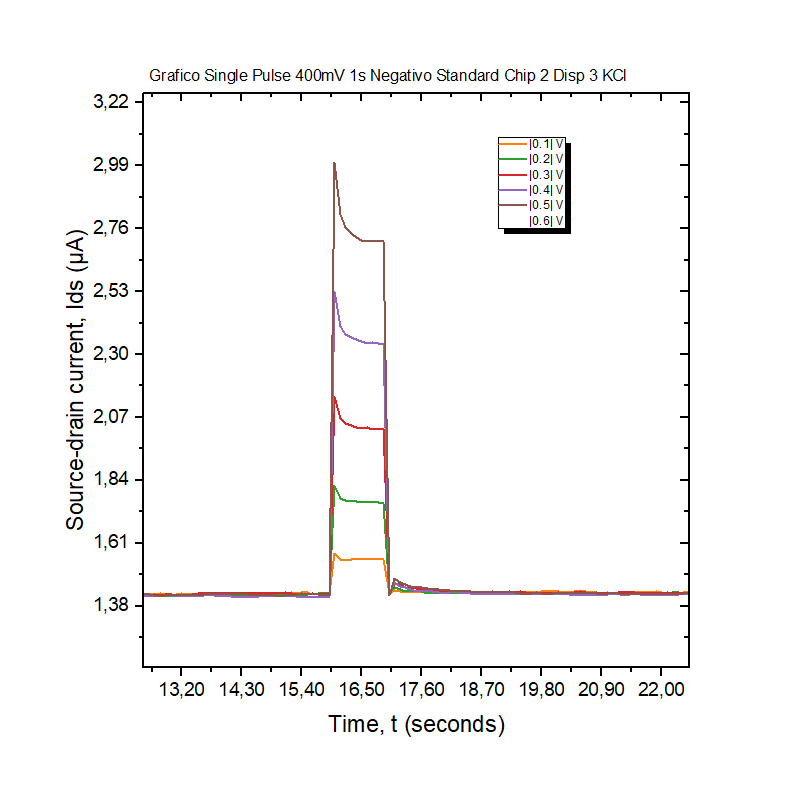 Grafico Single Pulse 400mV 1s Negativo Standard Chip 2 Disp 3 KCl
3,22
2,99
2,76
2,53
2,30
2,07
1,84
1,61
1,38
Source-drain current, Ids (µA)
|0.1| V
|0.2| V
|0.3| V
|0.4| V
|0.5| V
|0.6| V
13,20 14,30 15,40 16,50 17,60 18,70 19,80 20,90 22,00
Time, t (seconds)